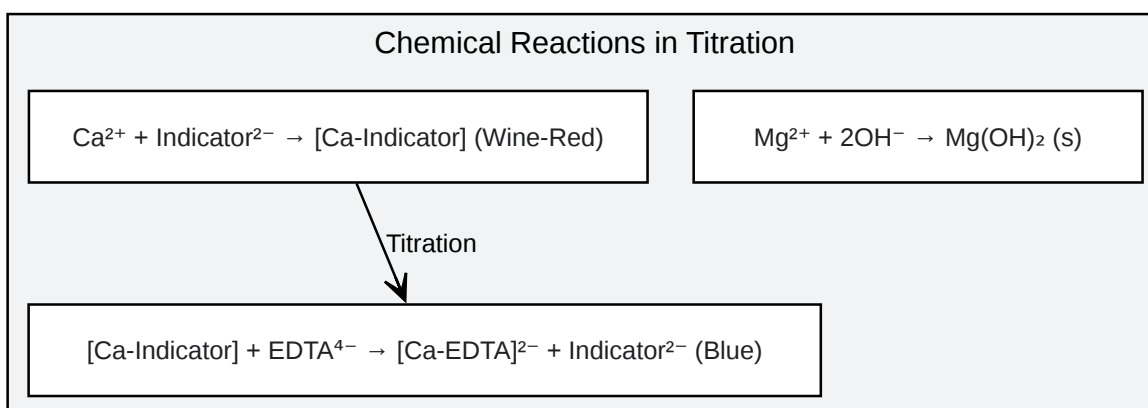 Chemical Reactions in Titration
Ca²⁺ + Indicator²⁻ → [Ca-Indicator] (Wine-Red)
Mg²⁺ + 2OH⁻ → Mg(OH)₂ (s)
Titration
[Ca-Indicator] + EDTA⁴⁻ → [Ca-EDTA]²⁻ + Indicator²⁻ (Blue)